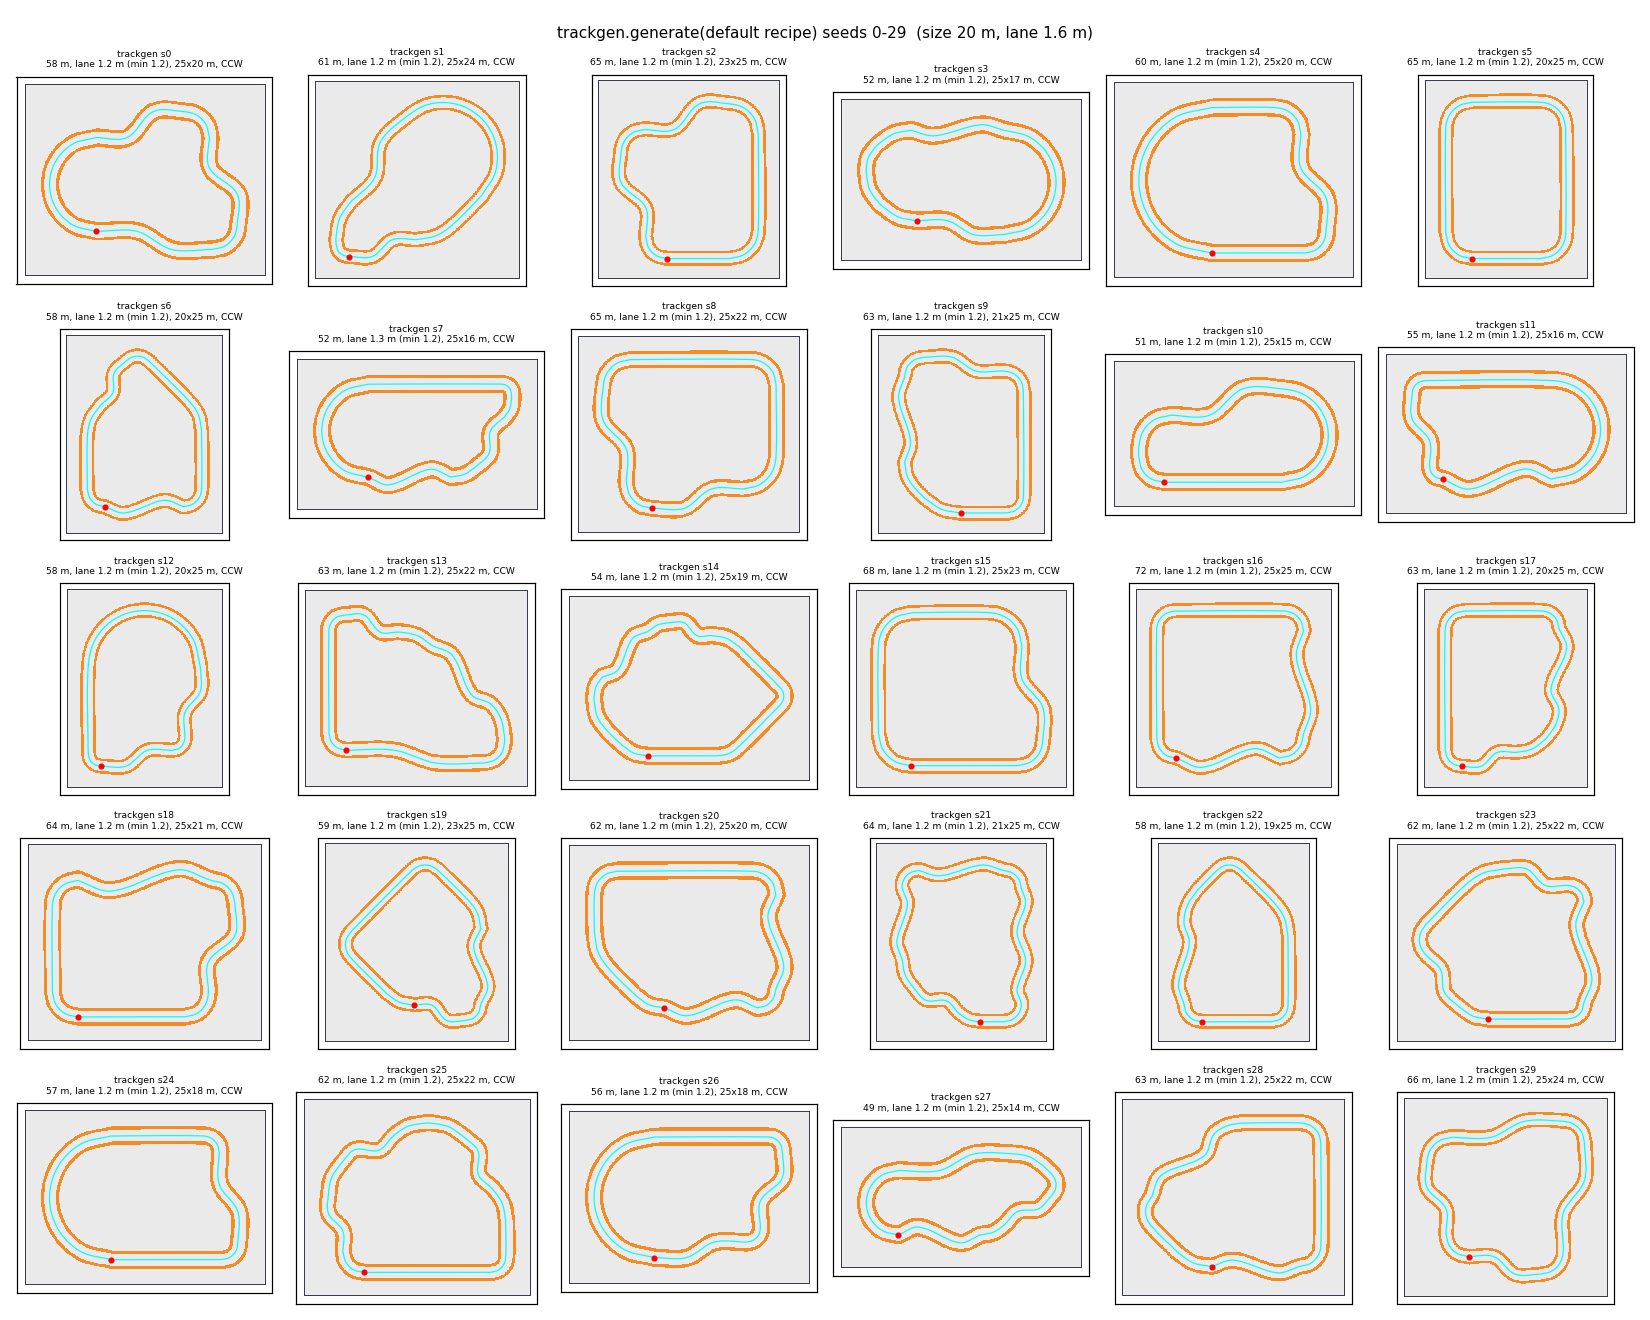 trackgen.generate(default recipe) seeds 0-29  (size 20 m, lane 1.6 m)
trackgen s0
58 m, lane 1.2 m (min 1.2), 25x20 m, CCW
trackgen s1
61 m, lane 1.2 m (min 1.2), 25x24 m, CCW
trackgen s2
65 m, lane 1.2 m (min 1.2), 23x25 m, CCW
trackgen s3
52 m, lane 1.2 m (min 1.2), 25x17 m, CCW
trackgen s4
60 m, lane 1.2 m (min 1.2), 25x20 m, CCW
trackgen s5
65 m, lane 1.2 m (min 1.2), 20x25 m, CCW
trackgen s6
58 m, lane 1.2 m (min 1.2), 20x25 m, CCW
trackgen s7
52 m, lane 1.3 m (min 1.2), 25x16 m, CCW
trackgen s8
65 m, lane 1.2 m (min 1.2), 25x22 m, CCW
trackgen s9
63 m, lane 1.2 m (min 1.2), 21x25 m, CCW
trackgen s10
51 m, lane 1.2 m (min 1.2), 25x15 m, CCW
trackgen s11
55 m, lane 1.2 m (min 1.2), 25x16 m, CCW
trackgen s12
58 m, lane 1.2 m (min 1.2), 20x25 m, CCW
trackgen s13
63 m, lane 1.2 m (min 1.2), 25x22 m, CCW
trackgen s14
54 m, lane 1.2 m (min 1.2), 25x19 m, CCW
trackgen s15
68 m, lane 1.2 m (min 1.2), 25x23 m, CCW
trackgen s16
72 m, lane 1.2 m (min 1.2), 25x25 m, CCW
trackgen s17
63 m, lane 1.2 m (min 1.2), 20x25 m, CCW
trackgen s18
64 m, lane 1.2 m (min 1.2), 25x21 m, CCW
trackgen s19
59 m, lane 1.2 m (min 1.2), 23x25 m, CCW
trackgen s20
62 m, lane 1.2 m (min 1.2), 25x20 m, CCW
trackgen s21
64 m, lane 1.2 m (min 1.2), 21x25 m, CCW
trackgen s22
58 m, lane 1.2 m (min 1.2), 19x25 m, CCW
trackgen s23
62 m, lane 1.2 m (min 1.2), 25x22 m, CCW
trackgen s24
57 m, lane 1.2 m (min 1.2), 25x18 m, CCW
trackgen s25
62 m, lane 1.2 m (min 1.2), 25x22 m, CCW
trackgen s26
56 m, lane 1.2 m (min 1.2), 25x18 m, CCW
trackgen s27
49 m, lane 1.2 m (min 1.2), 25x14 m, CCW
trackgen s28
63 m, lane 1.2 m (min 1.2), 25x22 m, CCW
trackgen s29
66 m, lane 1.2 m (min 1.2), 25x24 m, CCW